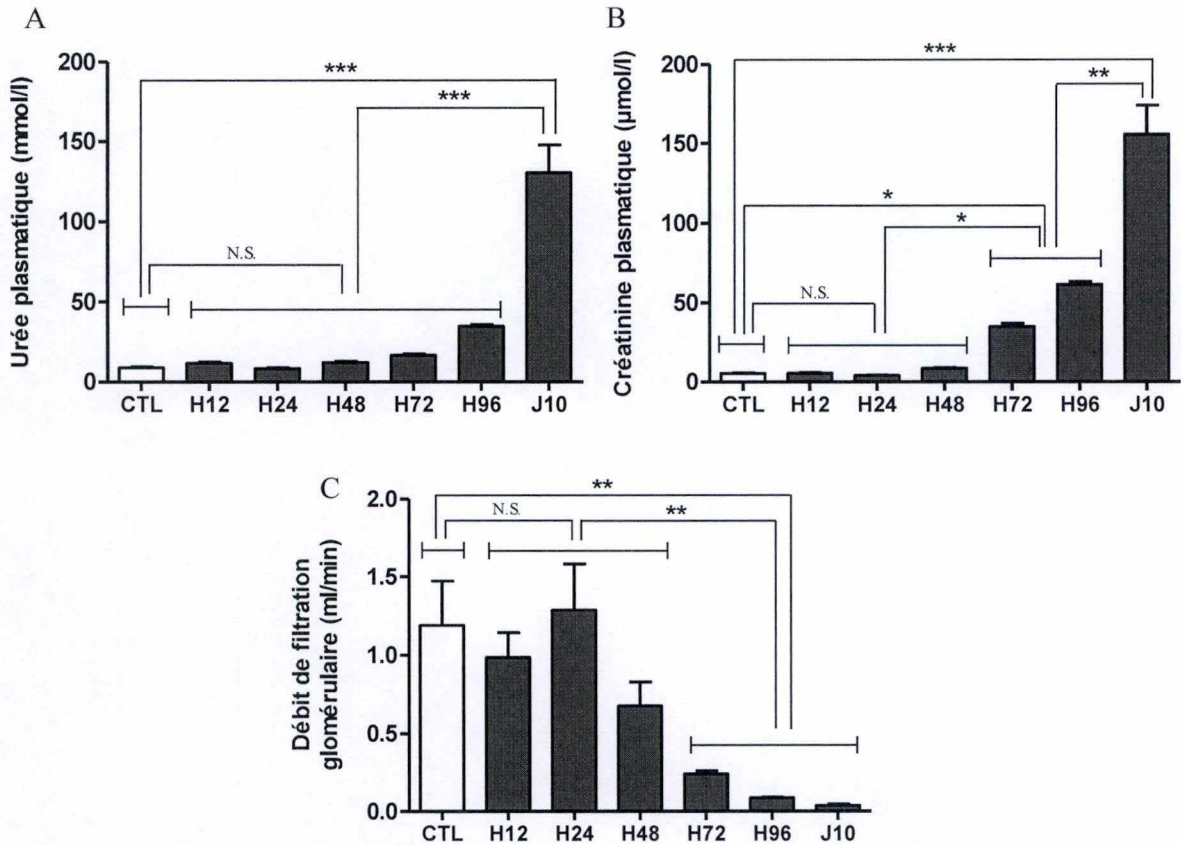 A
Urée plasmatique (mmol/l)
200
150
100
50
0
***
***
N.S.
CTL H12 H24 H48 H72 H96 J10
B
Créatinine plasmatique (µmol/l)
200
150
100
50
0
***
**
*
*
N.S.
CTL H12 H24 H48 H72 H96 J10
C
Débit de filtration
glomérulaire (ml/min)
2.0
1.5
1.0
0.5
0.0
**
N.S.
**
CTL H12 H24 H48 H72 H96 J10